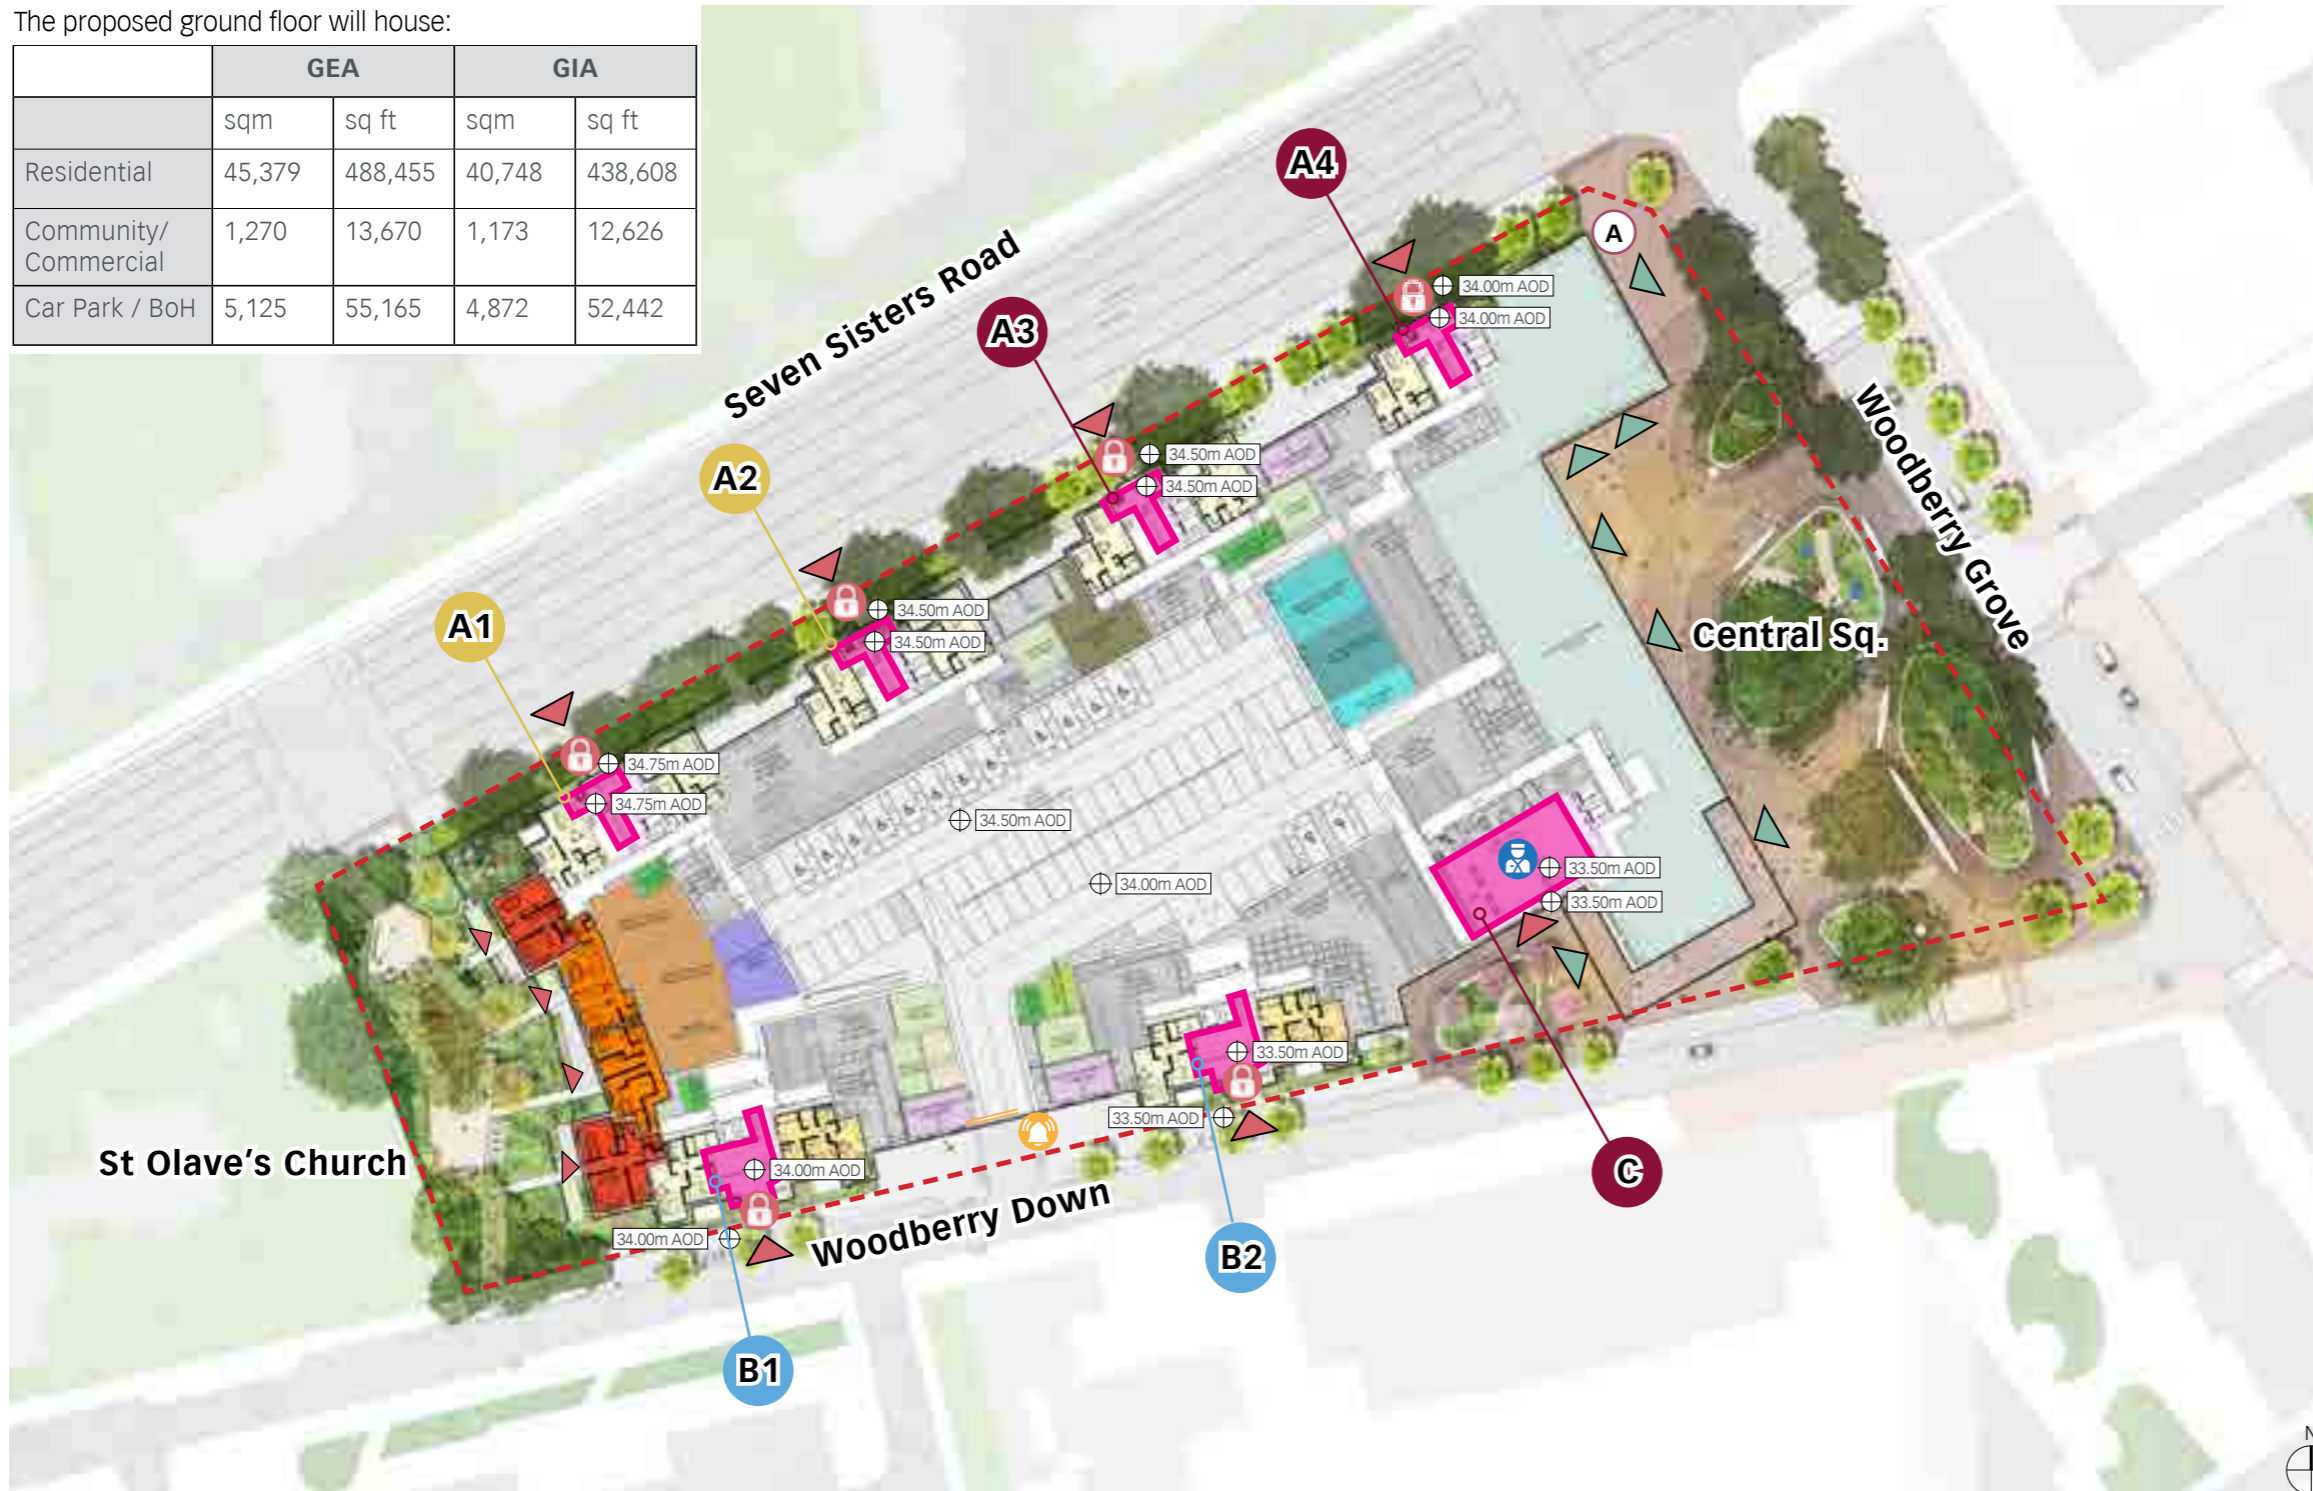 The proposed ground floor will house:
GEA GIA
sqm sq ft sqm sq ft
Residential 45,379 488,455 40,748 438,608
Community/
Commercial 1,270 13,670 1,173 12,626
Car Park / BoH 5,125 55,165 4,872 52,442
A4
A
Seven Sisters Road
34.00m AOD
34.00m AOD
A3
Woodberry Grove
34.50m AOD
34.50m AOD
A2
34.50m AOD
34.50m AOD
A1
Central Sq.
34.75m AOD
34.75m AOD
34.50m AOD
34.00m AOD
33.50m AOD
33.50m AOD
33.50m AOD
33.50m AOD
St Olave's Church
34.00m AOD
34.00m AOD
C
Woodberry Down
B2
B1
N